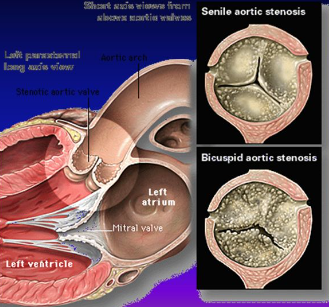 Short axis views from
above aortic valves
Left parasternal
long axis view
Aortic arch
Stenotic aortic valve
Left
atrium
Mitral valve
Left ventricle
Senile aortic stenosis
Bicuspid aortic stenosis